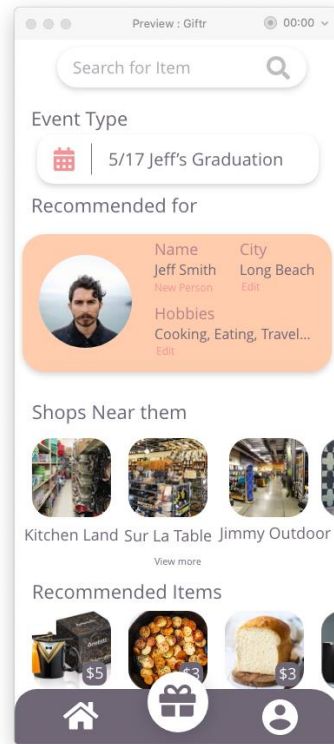 Preview : Giftr
00:00
Search for Item
Event Type
5/17 Jeff's Graduation
Recommended for
Name City
Jeff Smith Long Beach
New Person Edit
Hobbies
Cooking, Eating, Travel...
Edit
Shops Near them
Kitchen Land Sur La Table Jimmy Outdoor
View more
Recommended Items
$5 $3 $3